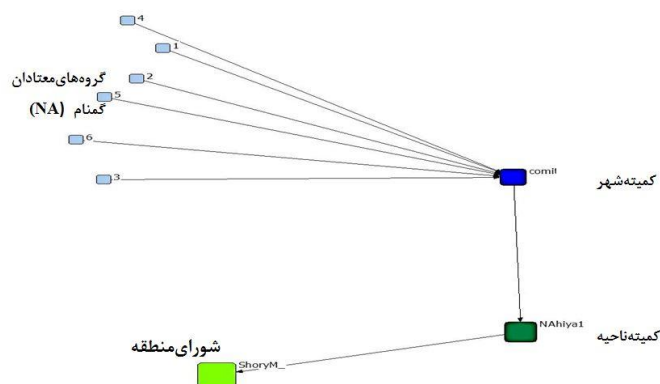 4
1
2
گروه‌های‌معتادان
5
گمنام (NA)
6
3
comit
کمیته‌شهر
NAhiya1
کمیته‌ناحیه
شورای‌منطقه
ShoryM_